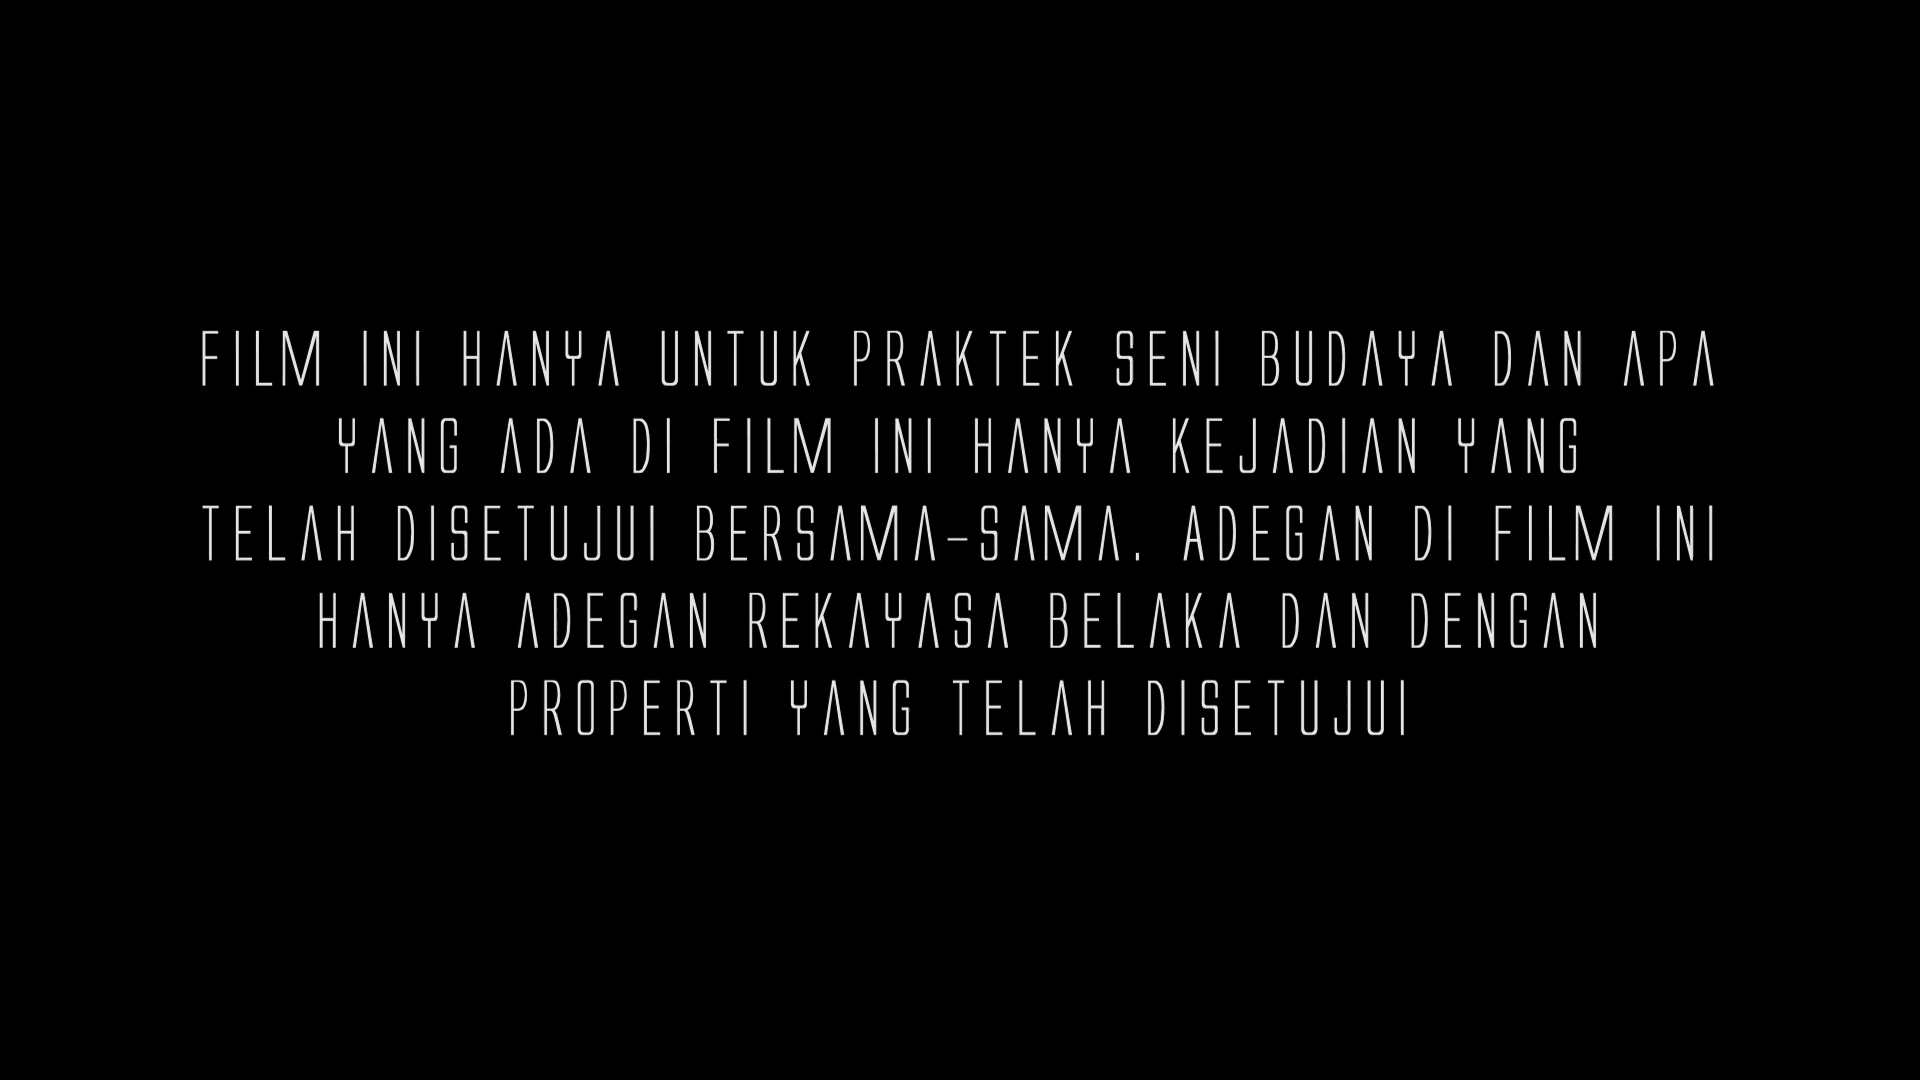 FILM INI HANYA UNTUK PRAKTEK SENI BUDAYA DAN APA
YANG ADA DI FILM INI HANYA KEJADIAN YANG
TELAH DISETUJUI BERSAMA-SAMA. ADEGAN DI FILM INI
HANYA ADEGAN REKAYASA BELAKA DAN DENGAN
PROPERTI YANG TELAH DISETUJUI